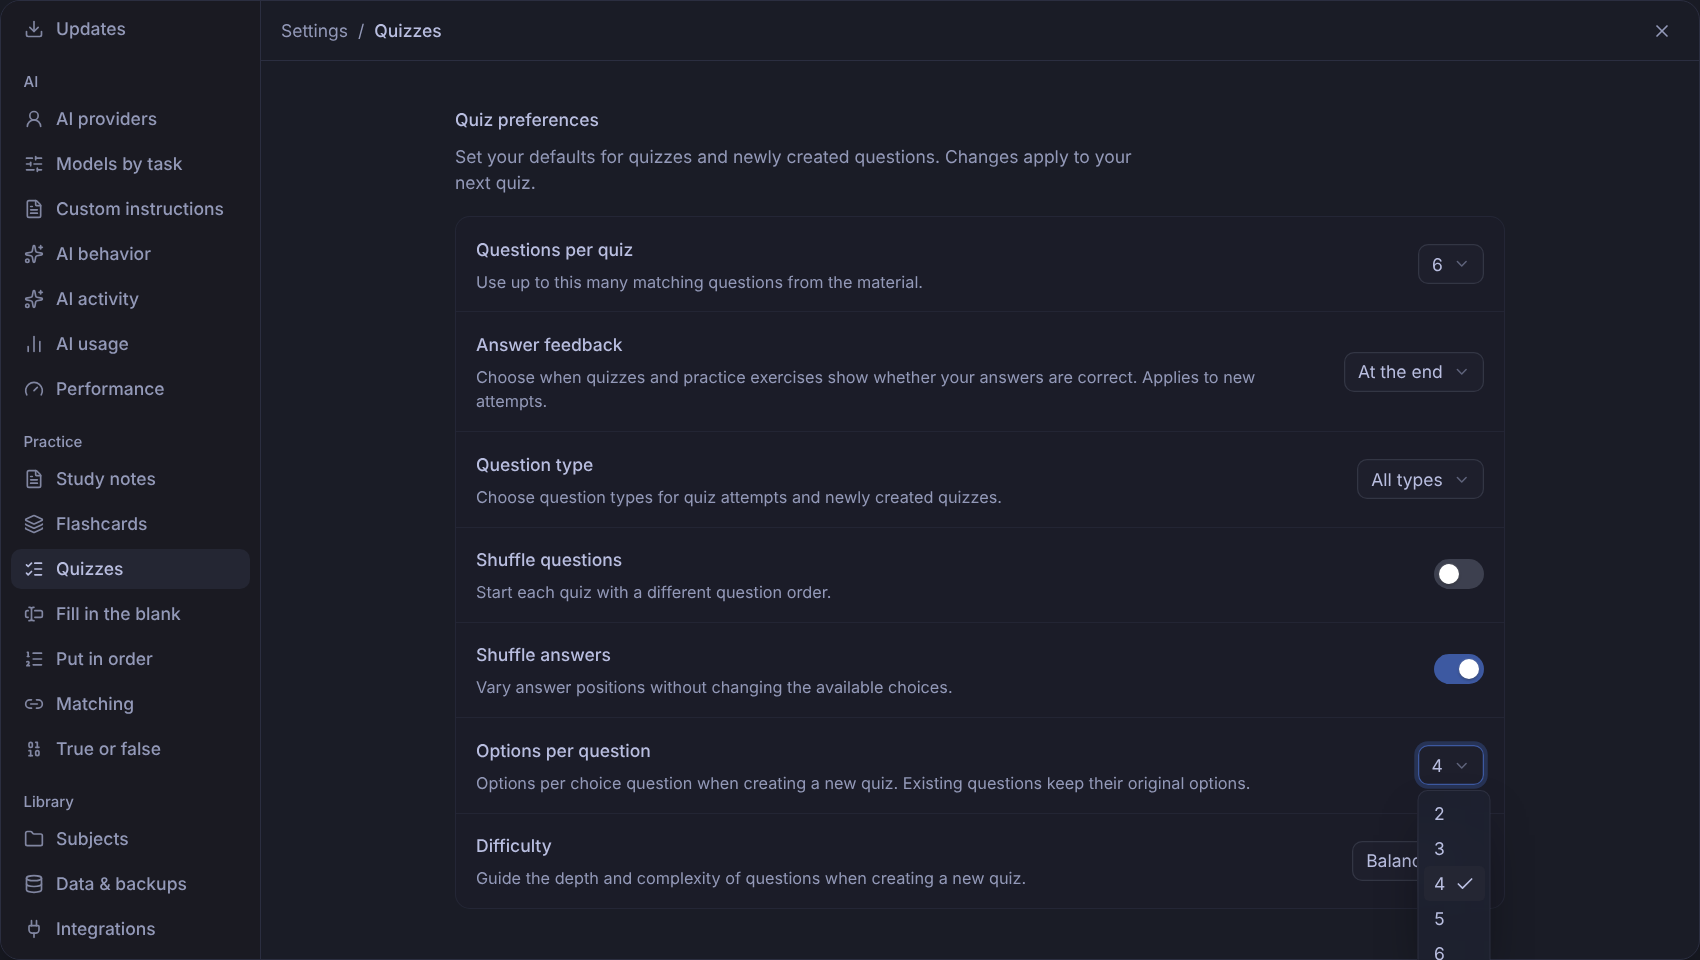 Updates
AI
AI providers
Models by task
Custom instructions
AI behavior
AI activity
AI usage
Performance
Practice
Study notes
Flashcards
Quizzes
Fill in the blank
Put in order
Matching
True or false
Library
Subjects
Data & backups
Integrations
Settings / Quizzes
Quiz preferences
Set your defaults for quizzes and newly created questions. Changes apply to your
next quiz.
Questions per quiz
Use up to this many matching questions from the material.
6
Answer feedback
Choose when quizzes and practice exercises show whether your answers are correct. Applies to new
attempts.
At the end
Question type
Choose question types for quiz attempts and newly created quizzes.
All types
Shuffle questions
Start each quiz with a different question order.
Shuffle answers
Vary answer positions without changing the available choices.
Options per question
Options per choice question when creating a new quiz. Existing questions keep their original options.
4
Difficulty
Guide the depth and complexity of questions when creating a new quiz.
2
3
4
5
6